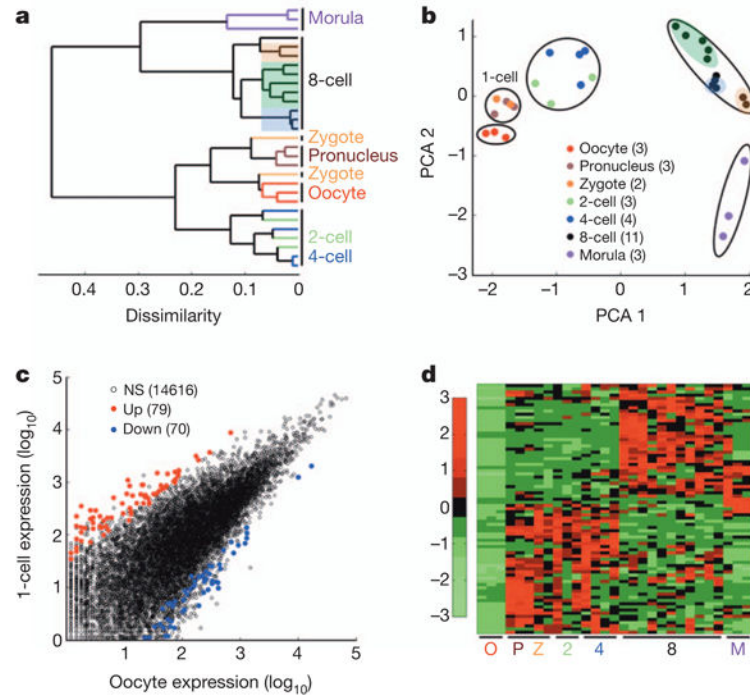 a
Morula
8-cell
Zygote
Pronucleus
Zygote
Oocyte
2-cell
4-cell
0.4 0.3 0.2 0.1 0
Dissimilarity
b
PCA 2
1
0
−1
−2
−3
1-cell
Oocyte (3)
Pronucleus (3)
Zygote (2)
2-cell (3)
4-cell (4)
8-cell (11)
Morula (3)
−2 −1 0 1 2
PCA 1
c
1-cell expression (log10)
5
4
3
2
1
0
NS (14616)
Up (79)
Down (70)
1 2 3 4 5
Oocyte expression (log10)
d
3
2
1
0
−1
−2
−3
O P Z 2 4 8 M